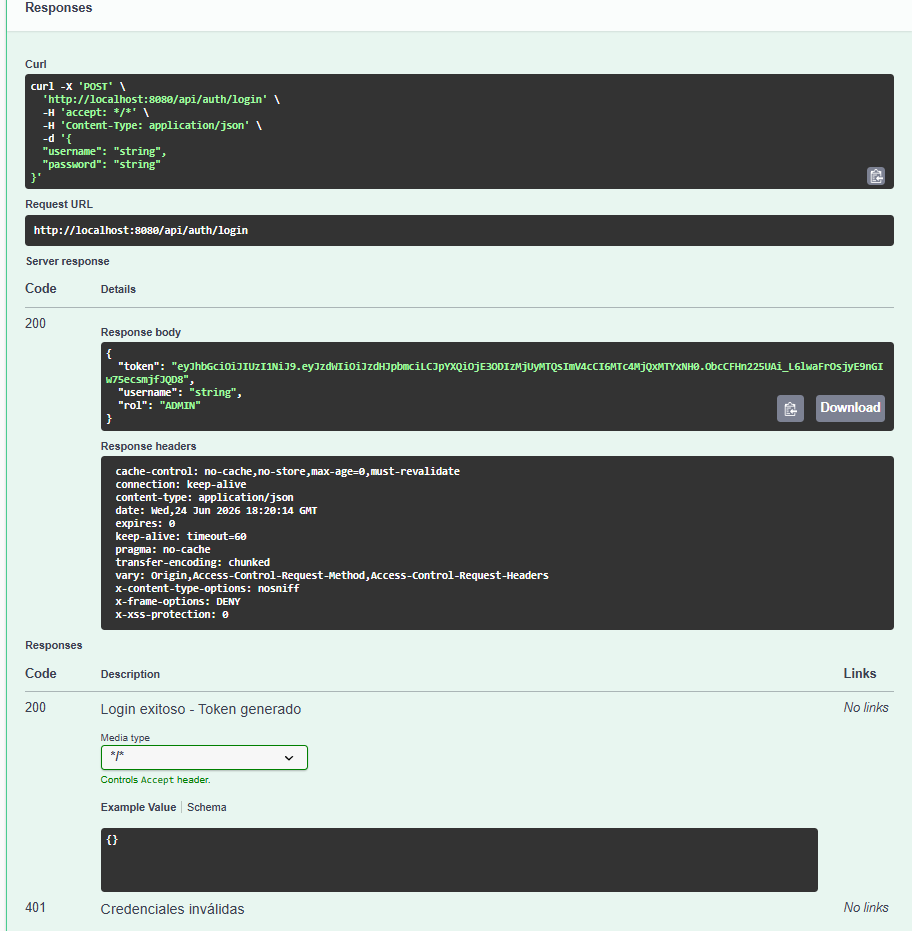 Responses
Curl
curl -X 'POST' \
'http://localhost:8080/api/auth/login' \
-H 'accept: */*' \
-H 'Content-Type: application/json' \
-d '{
"username": "string",
"password": "string"
}'
Request URL
http://localhost:8080/api/auth/login
Server response
Code Details
200
Response body
{
"token": "eyJhbGciOiJIUzI1NiJ9.eyJzdWIiOiJzdHJpbmciLCJpYXQiOjE3ODIzMjUyMTQsImV4cCI6MTc4MjQxMTYxNH0.ObcCFHn225UAi_LGlwaFrOsjyE9nGI
w75ecsmjfJQD8",
"username": "string",
"rol": "ADMIN"
}
Download
Response headers
cache-control: no-cache,no-store,max-age=0,must-revalidate
connection: keep-alive
content-type: application/json
date: Wed,24 Jun 2026 18:20:14 GMT
expires: 0
keep-alive: timeout=60
pragma: no-cache
transfer-encoding: chunked
vary: Origin,Access-Control-Request-Method,Access-Control-Request-Headers
x-content-type-options: nosniff
x-frame-options: DENY
x-xss-protection: 0
Responses
Code Description Links
200 Login exitoso - Token generado No links
Media type
*/*
Controls Accept header.
Example Value Schema
{}
401 Credenciales inválidas No links